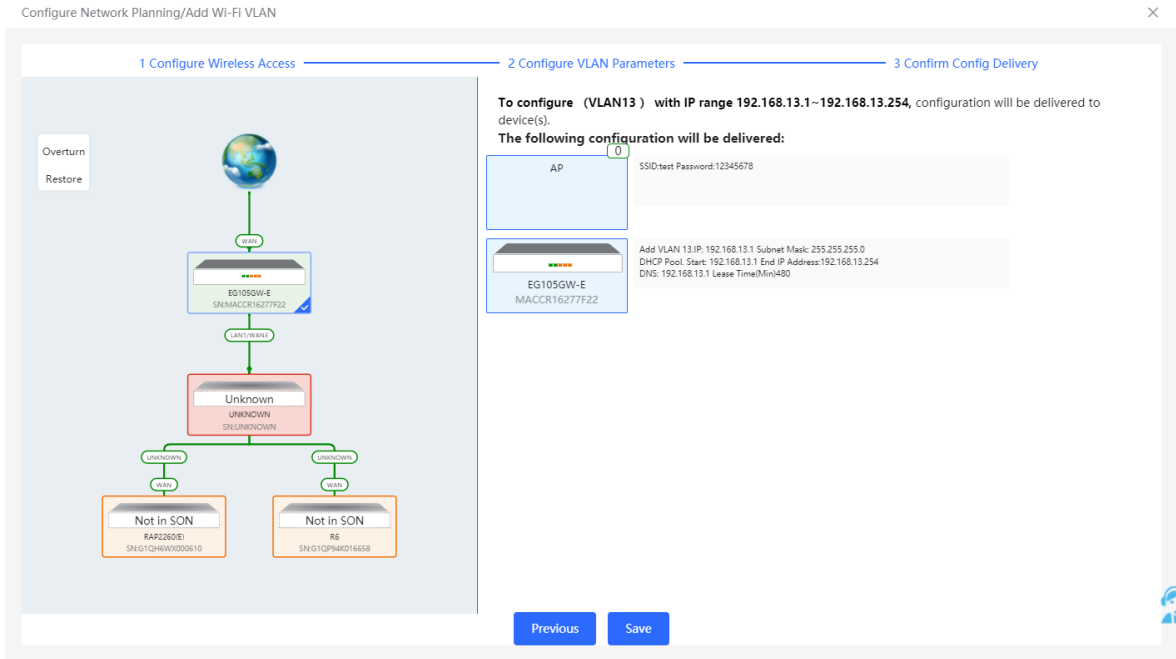 Configure Network Planning/Add Wi-Fi VLAN
1 Configure Wireless Access
2 Configure VLAN Parameters
3 Confirm Config Delivery
Overturn
Restore
WAN
EG105GW-E
SN:MACCR16277F22
LAN1/WAN3
Unknown
UNKNOWN
SN:UNKNOWN
UNKNOWN
UNKNOWN
WAN
WAN
Not in SON
RAP2260(E)
SN:G1QH6WX000610
Not in SON
R6
SN:G1QP94K016658
To configure （VLAN13 ） with IP range 192.168.13.1~192.168.13.254, configuration will be delivered to
device(s).
The following configuration will be delivered:
0
AP
SSID:test Password:12345678
EG105GW-E
MACCR16277F22
Add VLAN 13.IP: 192.168.13.1 Subnet Mask: 255.255.255.0
DHCP Pool. Start: 192.168.13.1 End IP Address:192.168.13.254
DNS: 192.168.13.1 Lease Time(Min)480
Previous
Save